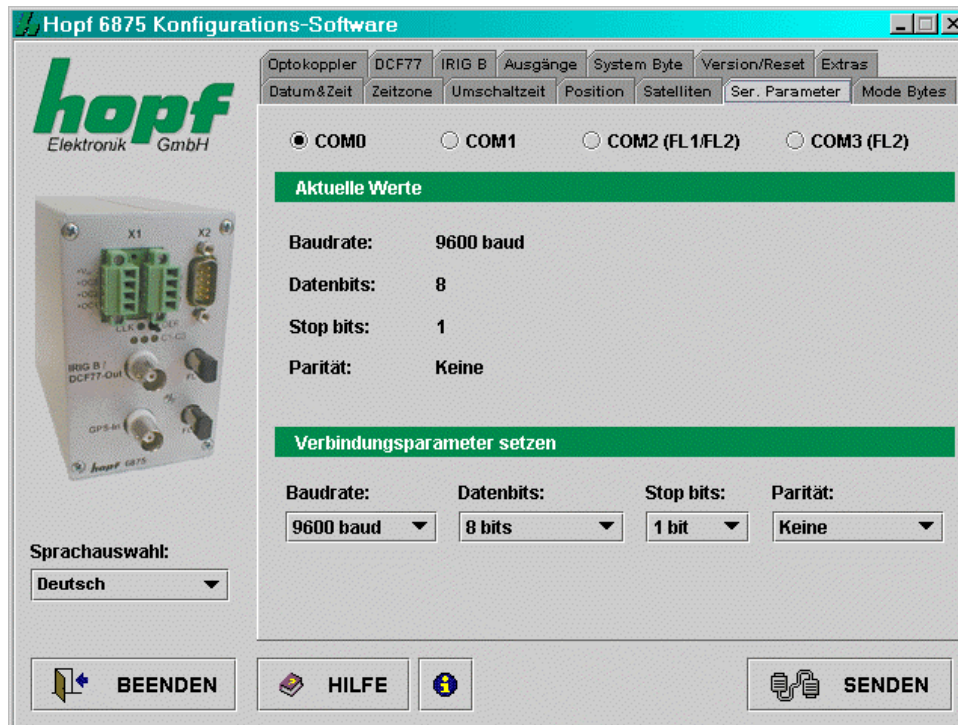 Hopf 6875 Konfigurations-Software
hopf
Elektronik GmbH
Optokoppler DCF77 IRIG B Ausgänge System Byte Version/Reset Extras
Datum&Zeit Zeitzone Umschaltzeit Position Satelliten Ser. Parameter Mode Bytes
COM0 COM1 COM2 (FL1/FL2) COM3 (FL2)
Aktuelle Werte
Baudrate: 9600 baud
Datenbits: 8
Stop bits: 1
Parität: Keine
Verbindungsparameter setzen
Baudrate: Datenbits: Stop bits: Parität:
9600 baud 8 bits 1 bit Keine
X1 X2
IRIG B /
DCF77-Out
GPS-In
hopf 6875
Sprachauswahl:
Deutsch
BEENDEN HILFE SENDEN